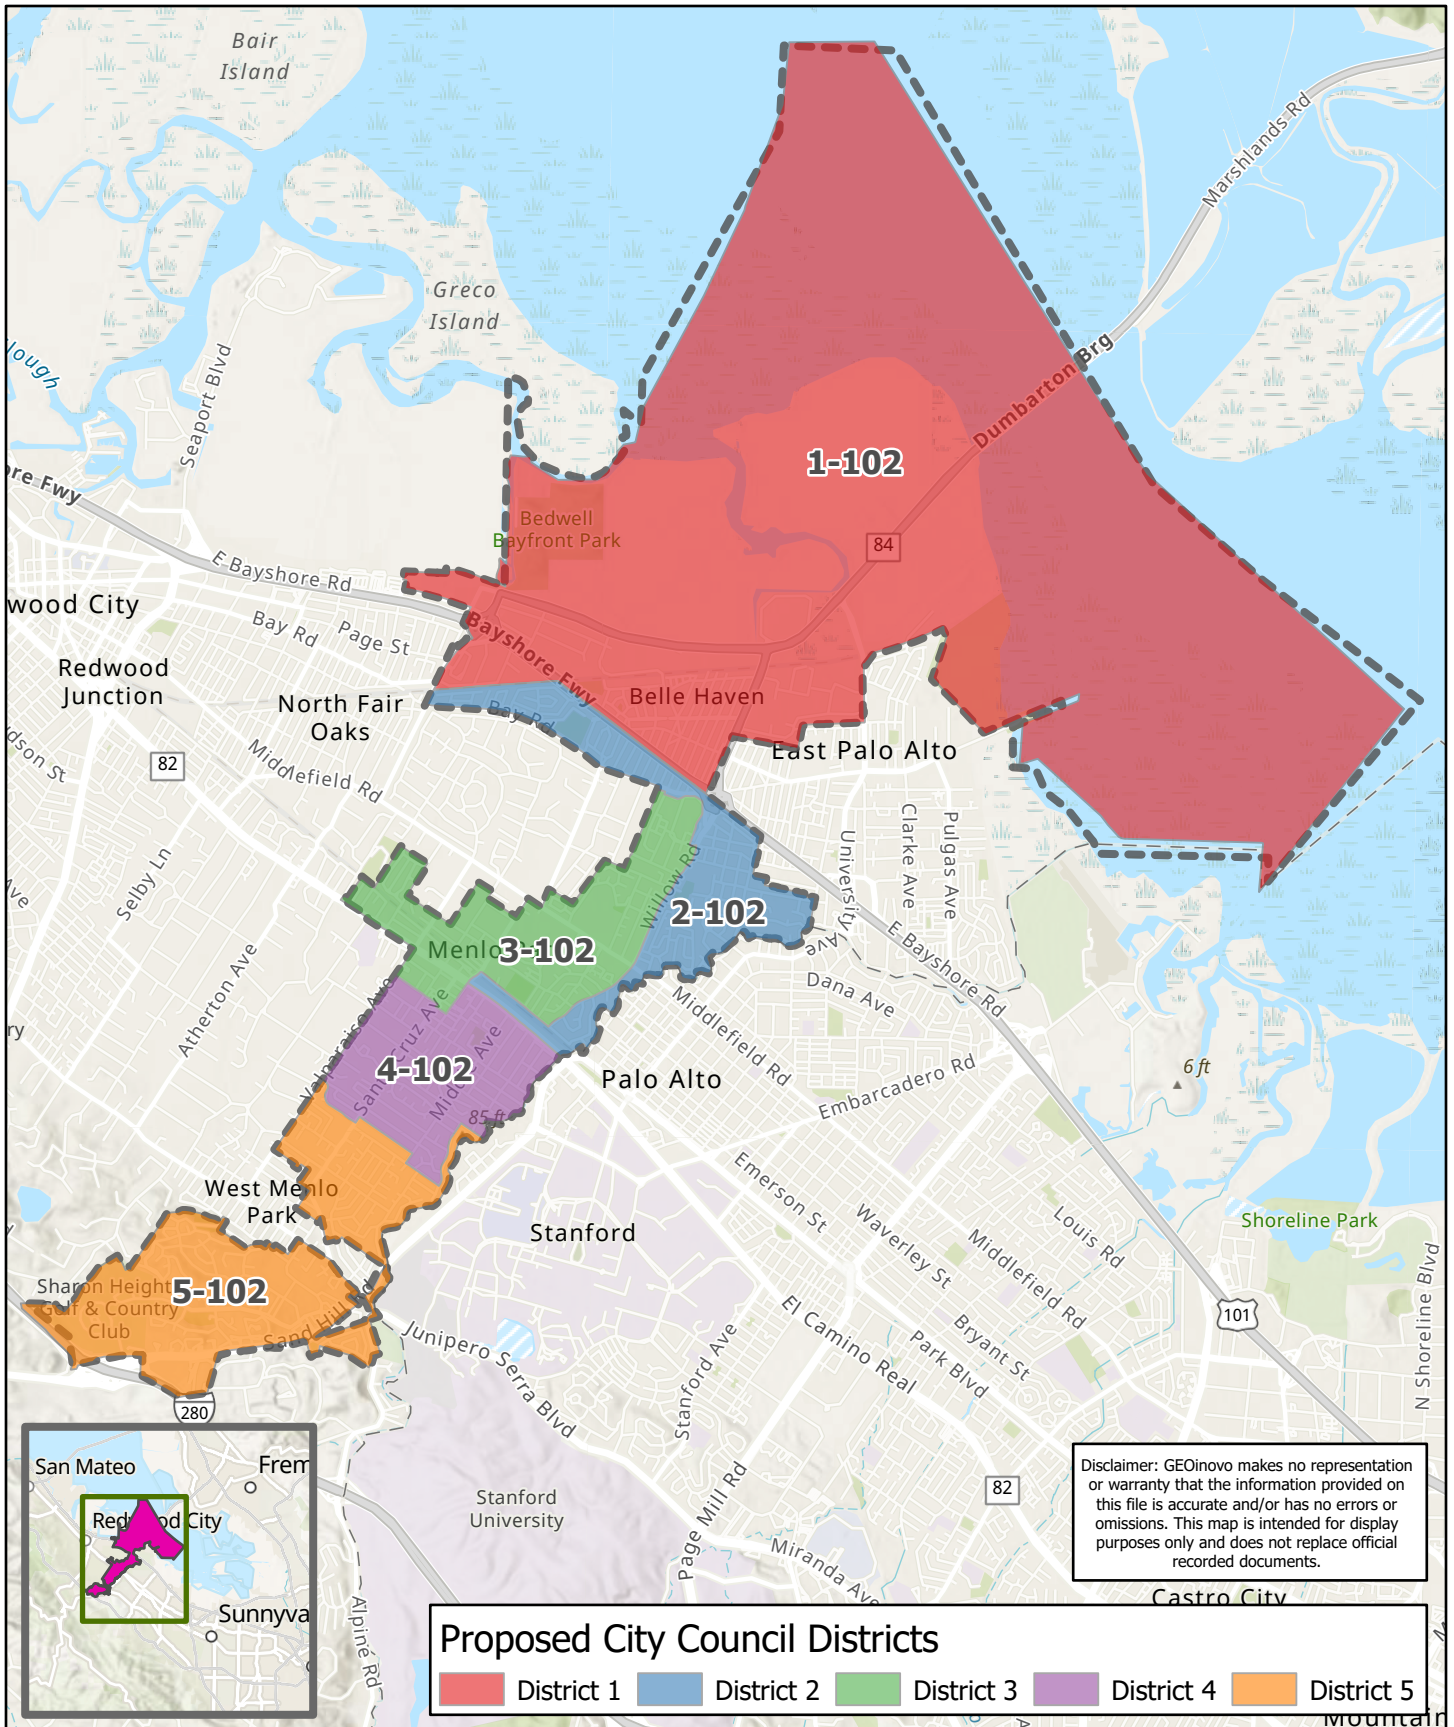 Bair
Island
Marshlands Rd
Greco
Island
lough
Seaport Blvd
Dumbarton Brg
1-102
ore Fwy
Bedwell
Bayfront Park
84
E Bayshore Rd
wood City
Bay Rd
Page St
Bayshore Fwy
Redwood
Junction
North Fair
Oaks
Belle Haven
Bay Rd
East Palo Alto
dson St
82
Middlefield Rd
Clarke Ave
Pulgas Ave
University Ave
Selby Ln
Ave
Willow Rd
2-102
Menlo
3-102
E Bayshore Rd
Atherton Ave
Valparaiso Ave
Dana Ave
Middlefield Rd
ry
4-102
Santa Cruz Ave
Middle Ave
Palo Alto
6 ft
Embarcadero Rd
85 ft
West Menlo
Park
Emerson St
Waverley St
Louis Rd
Stanford
Middlefield Rd
Shoreline Park
Sharon Heights
Golf & Country
Club
5-102
Sand Hill Rd
El Camino Real
Bryant St
Park Blvd
101
N Shoreline Blvd
Junipero Serra Blvd
Stanford Ave
280
San Mateo
Frem
Redwood City
Sunnyva
Stanford
University
Page Mill Rd
82
Miranda Ave
Alpine Rd
Disclaimer: GEOinovo makes no representation
or warranty that the information provided on
this file is accurate and/or has no errors or
omissions. This map is intended for display
purposes only and does not replace official
recorded documents.
Castro City
Proposed City Council Districts
District 1
District 2
District 3
District 4
District 5
Mountain